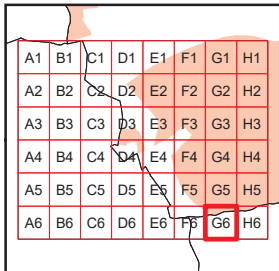 A1 B1 C1 D1 E1 F1 G1 H1
A2 B2 C2 D2 E2 F2 G2 H2
A3 B3 C3 D3 E3 F3 G3 H3
A4 B4 C4 D4 E4 F4 G4 H4
A5 B5 C5 D5 E5 F5 G5 H5
A6 B6 C6 D6 E6 F6 G6 H6